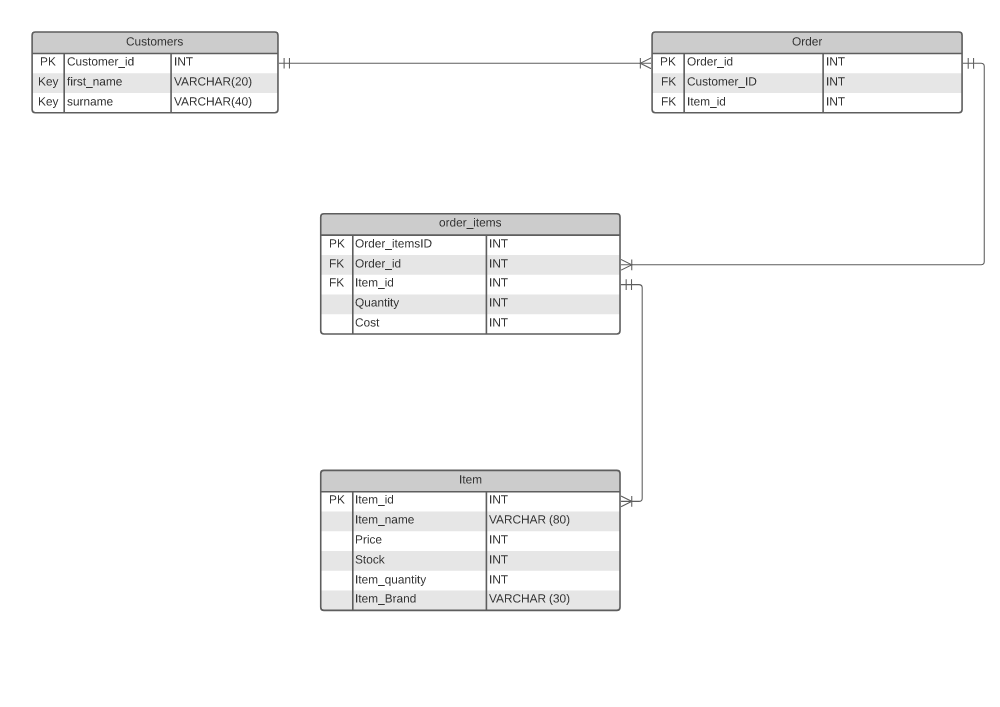 Customers
PK Customer_id INT
Key first_name VARCHAR(20)
Key surname VARCHAR(40)
Order
PK Order_id INT
FK Customer_ID INT
FK Item_id INT
order_items
PK Order_itemsID INT
FK Order_id INT
FK Item_id INT
Quantity INT
Cost INT
Item
PK Item_id INT
Item_name VARCHAR (80)
Price INT
Stock INT
Item_quantity INT
Item_Brand VARCHAR (30)